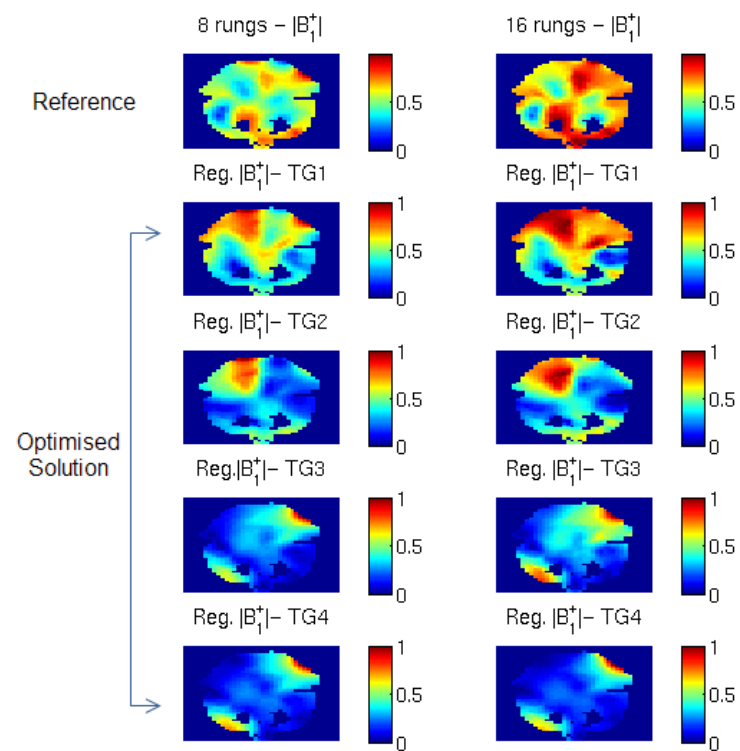 8 rungs – |B₁⁺|
16 rungs – |B₁⁺|
Reference
0.5
0
0.5
0
Reg. |B₁⁺|– TG1
Reg. |B₁⁺|– TG1
1
0.5
0
1
0.5
0
Reg. |B₁⁺|– TG2
Reg. |B₁⁺|– TG2
1
0.5
0
1
0.5
0
Optimised
Solution
Reg.|B₁⁺|– TG3
Reg. |B₁⁺|– TG3
1
0.5
0
1
0.5
0
Reg. |B₁⁺|– TG4
Reg. |B₁⁺|– TG4
1
0.5
0
1
0.5
0